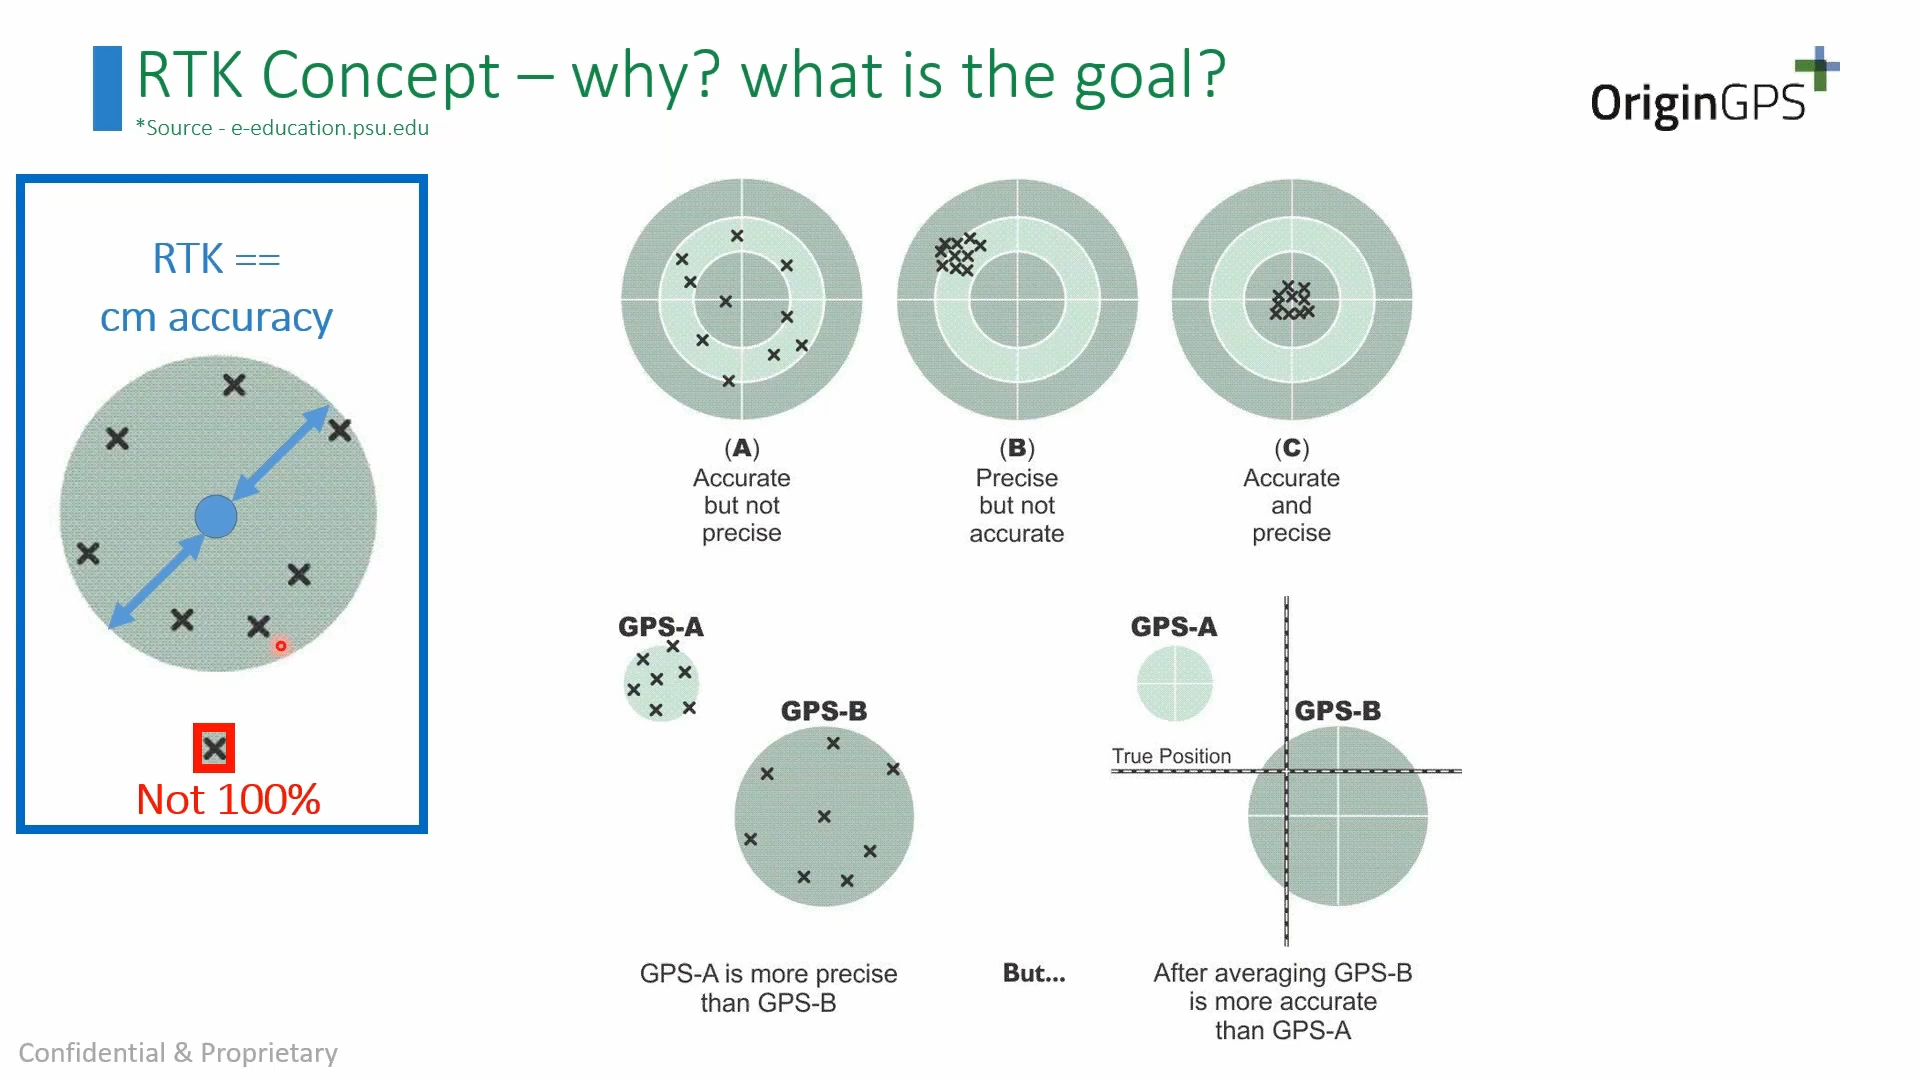 RTK Concept – why? what is the goal?
*Source - e-education.psu.edu
OriginGPS
RTK ==
cm accuracy
Not 100%
(A)
Accurate
but not
precise
(B)
Precise
but not
accurate
(C)
Accurate
and
precise
GPS-A
GPS-B
GPS-A is more precise
than GPS-B
But...
GPS-A
GPS-B
True Position
After averaging GPS-B
is more accurate
than GPS-A
Confidential & Proprietary